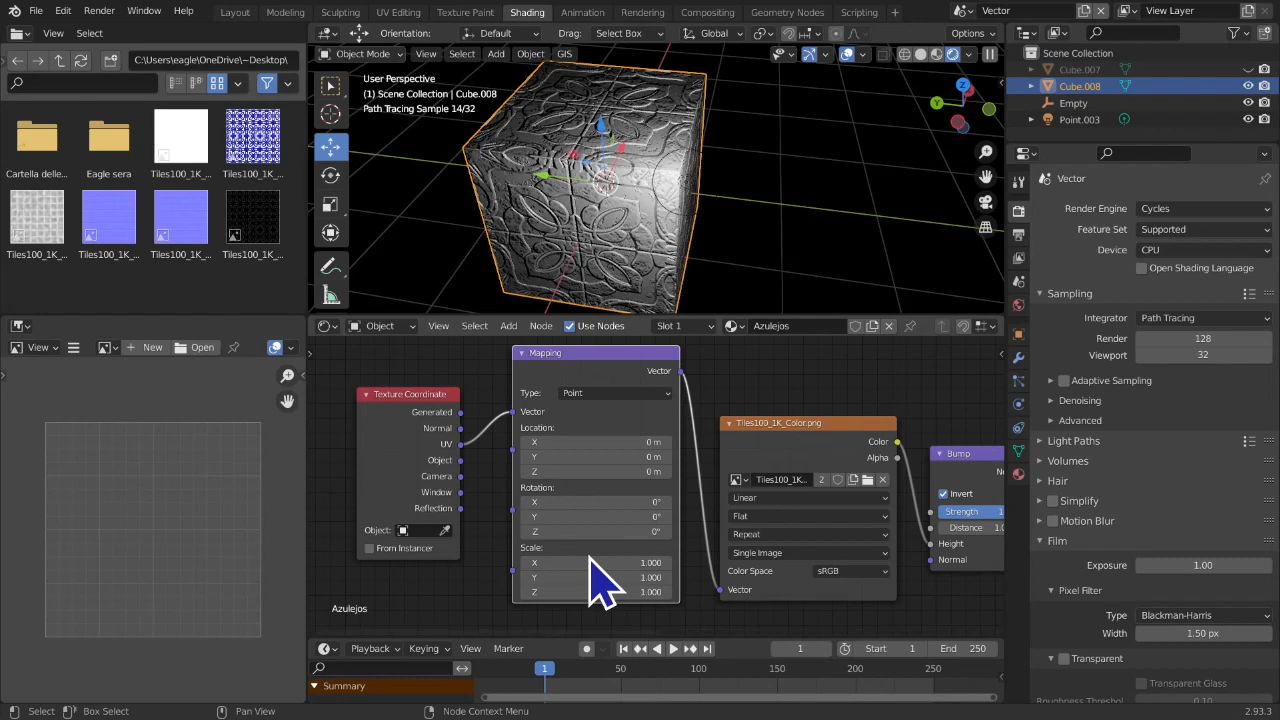 File Edit Render Window Help Layout Modeling Sculpting UV Editing Texture Paint Shading Animation Rendering Compositing Geometry Nodes Scripting + Vector View Layer
View Select
C:\Users\eagle\OneDrive\~Desktop\
Cartella delle...
Eagle sera
Tiles100_1K_...
Tiles100_1K_...
Tiles100_1K_...
Tiles100_1K_...
Tiles100_1K_...
Tiles100_1K_...
Orientation: Default Drag: Select Box Global Options
Object Mode View Select Add Object GIS
User Perspective
(1) Scene Collection | Cube.008
Path Tracing Sample 14/32
Z
Y
Scene Collection
Cube.007
Cube.008
Empty
Point.003
Vector
Render Engine Cycles
Feature Set Supported
Device CPU
Open Shading Language
Sampling
Integrator Path Tracing
Render 128
Viewport 32
Adaptive Sampling
Denoising
Advanced
Light Paths
Volumes
Hair
Simplify
Motion Blur
Film
Exposure 1.00
Pixel Filter
Type Blackman-Harris
Width 1.50 px
Transparent
Transparent Glass
Roughness Threshol. 0.10
View New Open
Object View Select Add Node Use Nodes Slot 1 Azulejos
Texture Coordinate
Generated
Normal
UV
Object
Camera
Window
Reflection
Object:
From Instancer
Mapping
Vector
Type: Point
Vector
Location:
X 0 m
Y 0 m
Z 0 m
Rotation:
X 0°
Y 0°
Z 0°
Scale:
X 1.000
Y 1.000
Z 1.000
Tiles100_1K_Color.png
Color
Alpha
Tiles100_1K... 2
Linear
Flat
Repeat
Single Image
Color Space sRGB
Vector
Bump
Invert
Strength 1
Distance 1.0
Height
Normal
Azulejos
Playback Keying View Marker 1 Start 1 End 250
1 50 100 150 200 250
Summary
Select Box Select Pan View Node Context Menu 2.93.3